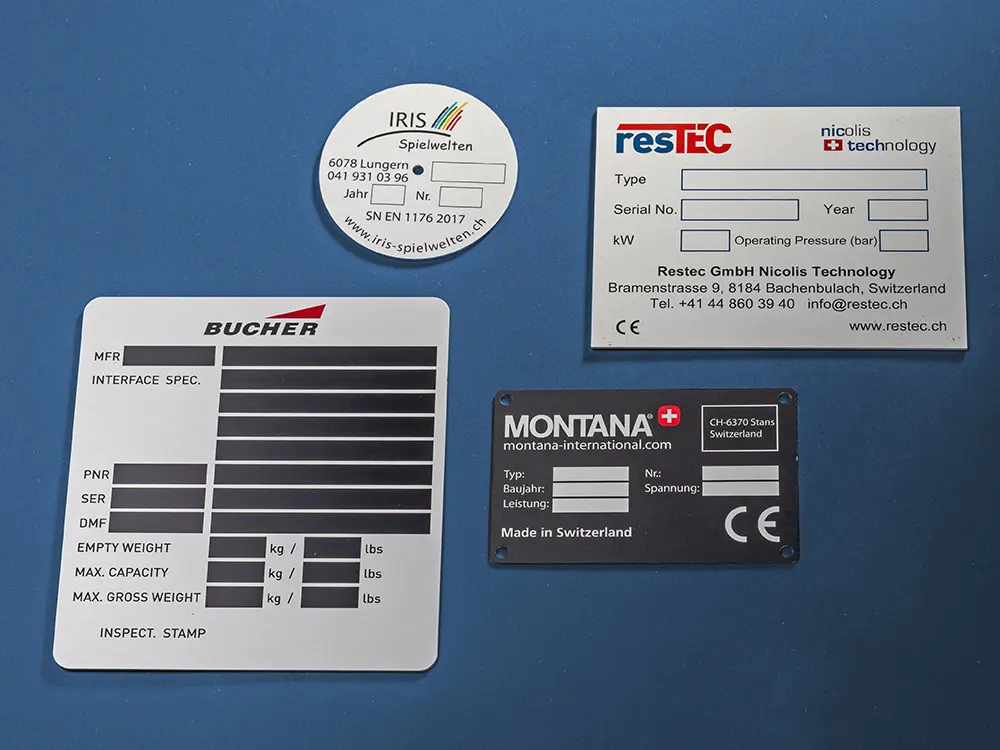 IRIS
Spielwelten
6078 Lungern
041 931 03 96
Jahr Nr.
SN EN 1176 2017
www.iris-spielwelten.ch
resTEC
nicolis
technology
Type
Serial No. Year
kW Operating Pressure (bar)
Restec GmbH Nicolis Technology
Bramenstrasse 9, 8184 Bachenbulach, Switzerland
Tel. +41 44 860 39 40 info@restec.ch
CE www.restec.ch
BUCHER
MFR
INTERFACE SPEC.
PNR
SER
DMF
EMPTY WEIGHT kg / lbs
MAX. CAPACITY kg / lbs
MAX. GROSS WEIGHT kg / lbs
INSPECT. STAMP
MONTANA®
montana-international.com
CH-6370 Stans
Switzerland
Typ: Nr.:
Baujahr: Spannung:
Leistung:
Made in Switzerland
CE